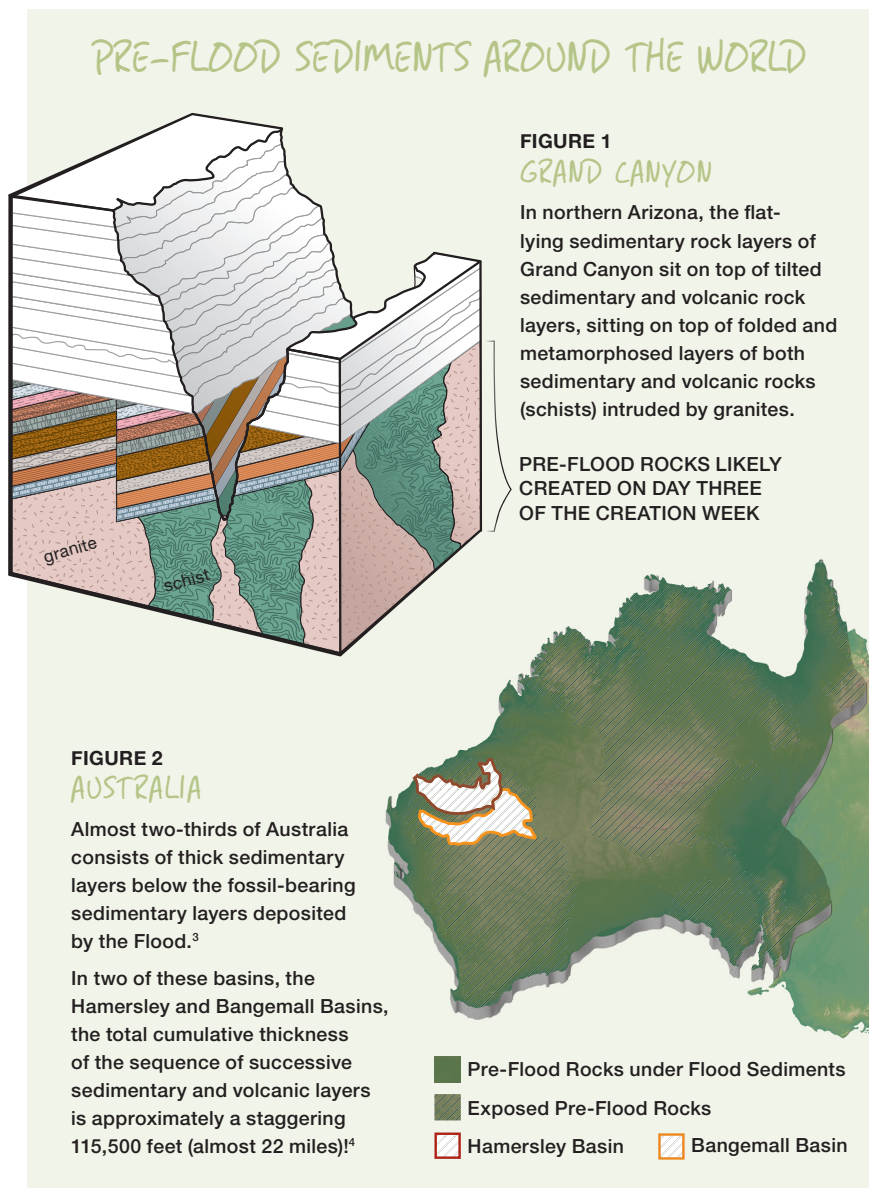 PRE-FLOOD SEDIMENTS AROUND THE WORLD
FIGURE 1
GRAND CANYON
In northern Arizona, the flat-
lying sedimentary rock layers of
Grand Canyon sit on top of tilted
sedimentary and volcanic rock
layers, sitting on top of folded and
metamorphosed layers of both
sedimentary and volcanic rocks
(schists) intruded by granites.
PRE-FLOOD ROCKS LIKELY
CREATED ON DAY THREE
OF THE CREATION WEEK
granite
schist
FIGURE 2
AUSTRALIA
Almost two-thirds of Australia
consists of thick sedimentary
layers below the fossil-bearing
sedimentary layers deposited
by the Flood.³
In two of these basins, the
Hamersley and Bangemall Basins,
the total cumulative thickness
of the sequence of successive
sedimentary and volcanic layers
is approximately a staggering
115,500 feet (almost 22 miles)!⁴
Pre-Flood Rocks under Flood Sediments
Exposed Pre-Flood Rocks
Hamersley Basin
Bangemall Basin